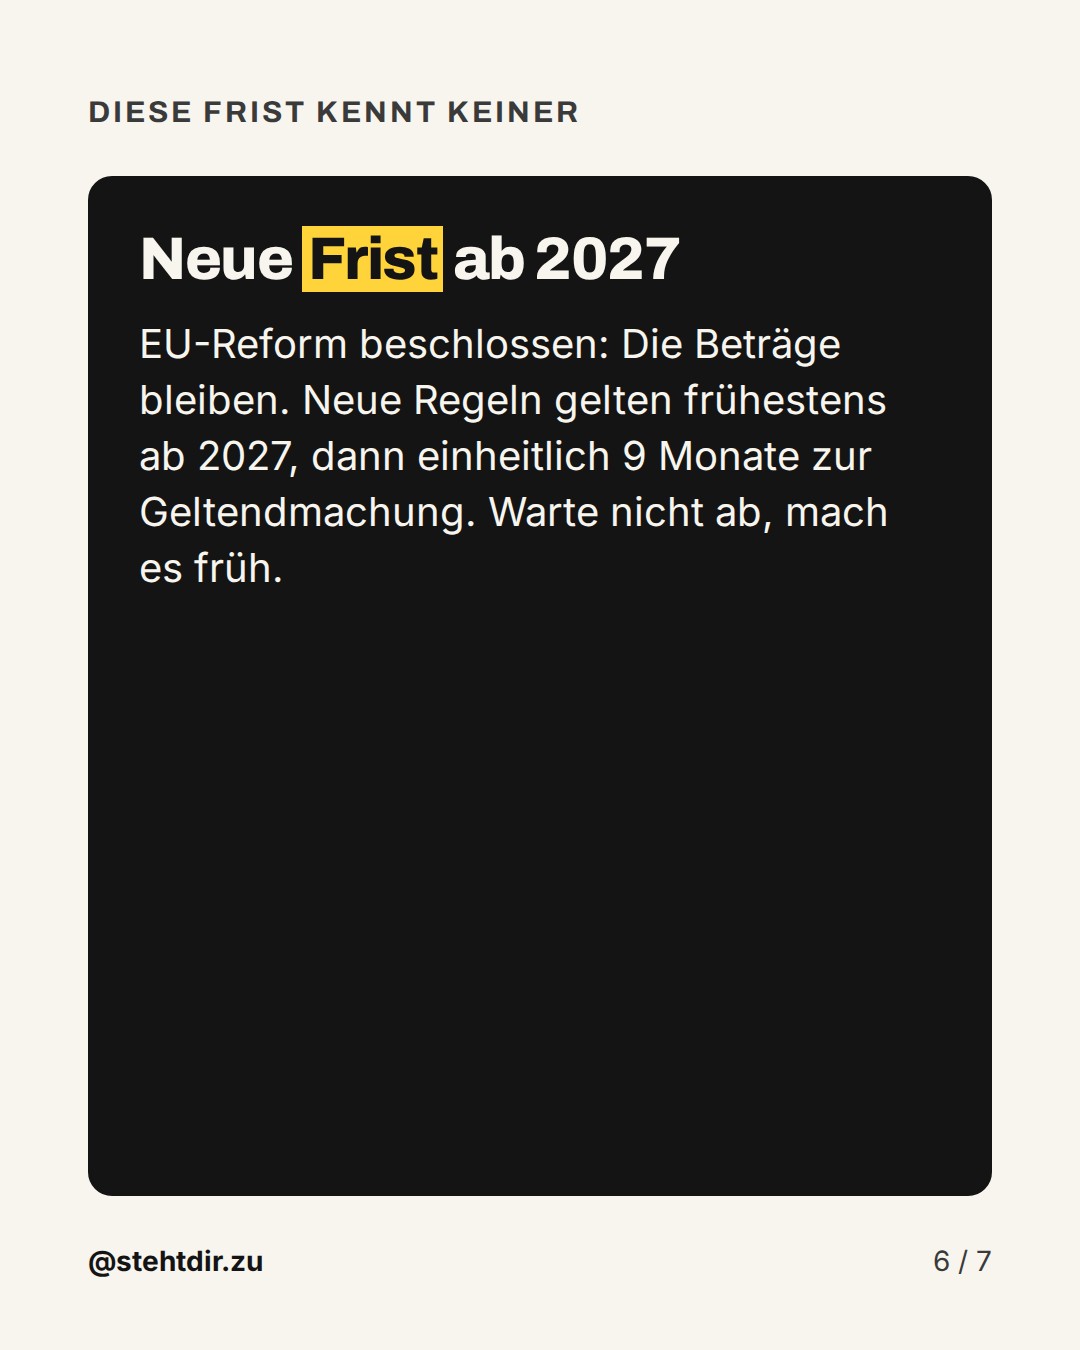 DIESE FRIST KENNT KEINER
Neue Frist ab 2027
EU-Reform beschlossen: Die Beträge
bleiben. Neue Regeln gelten frühestens
ab 2027, dann einheitlich 9 Monate zur
Geltendmachung. Warte nicht ab, mach
es früh.
@stehtdir.zu
6 / 7